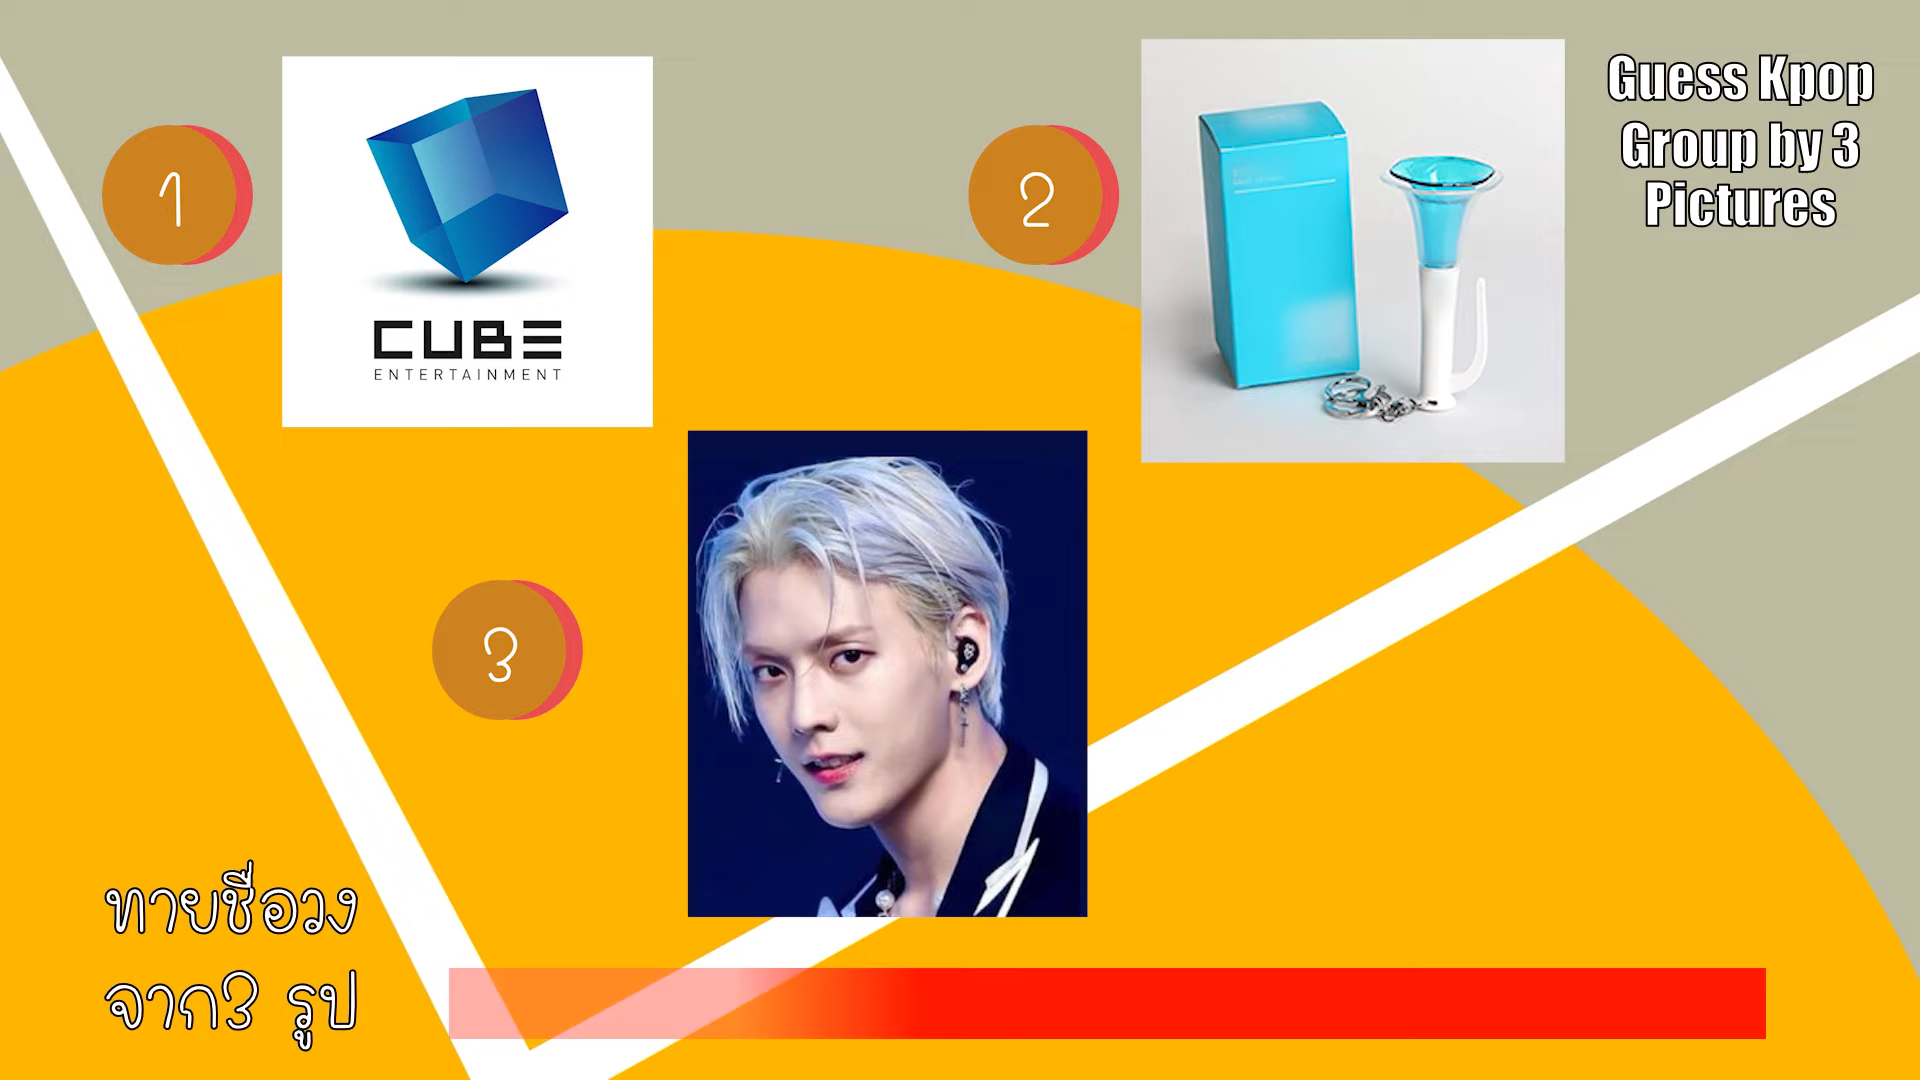 Guess Kpop
Group by 3
Pictures
1
CUBE
ENTERTAINMENT
2
3
ทายชื่อวง
จาก3 รูป